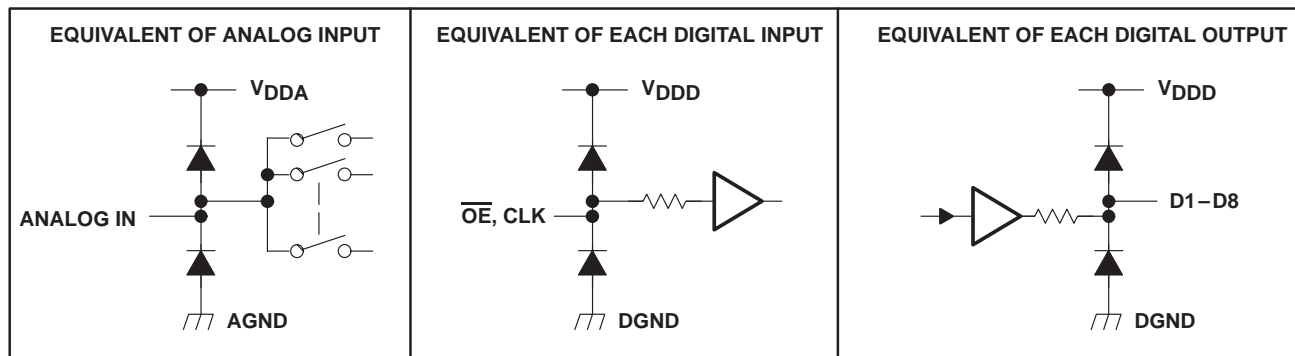 EQUIVALENT OF ANALOG INPUT
VDDA
ANALOG IN
AGND
EQUIVALENT OF EACH DIGITAL INPUT
VDDD
O̅E̅, CLK
DGND
EQUIVALENT OF EACH DIGITAL OUTPUT
VDDD
D1–D8
DGND